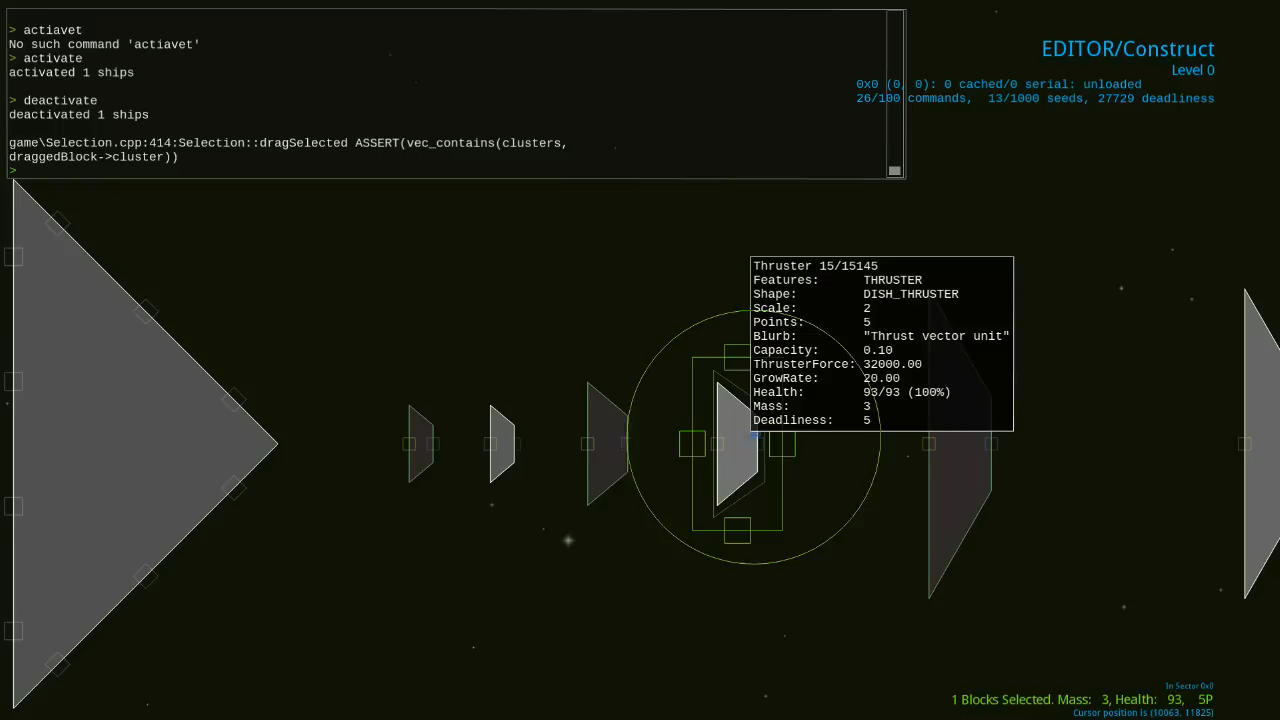 > actiavet
No such command 'actiavet'
> activate
activated 1 ships
> deactivate
deactivated 1 ships
game\Selection.cpp:414:Selection::dragSelected ASSERT(vec_contains(clusters,
draggedBlock->cluster))
>
EDITOR/Construct
Level 0
0x0 (0, 0): 0 cached/0 serial: unloaded
26/100 commands, 13/1000 seeds, 27729 deadliness
Thruster 15/15145
Features: THRUSTER
Shape: DISH_THRUSTER
Scale: 2
Points: 5
Blurb: "Thrust vector unit"
Capacity: 0.10
ThrusterForce: 32000.00
GrowRate: 20.00
Health: 93/93 (100%)
Mass: 3
Deadliness: 5
In Sector 0x0
1 Blocks Selected. Mass: 3, Health: 93, 5P
Cursor position is (10063, 11825)